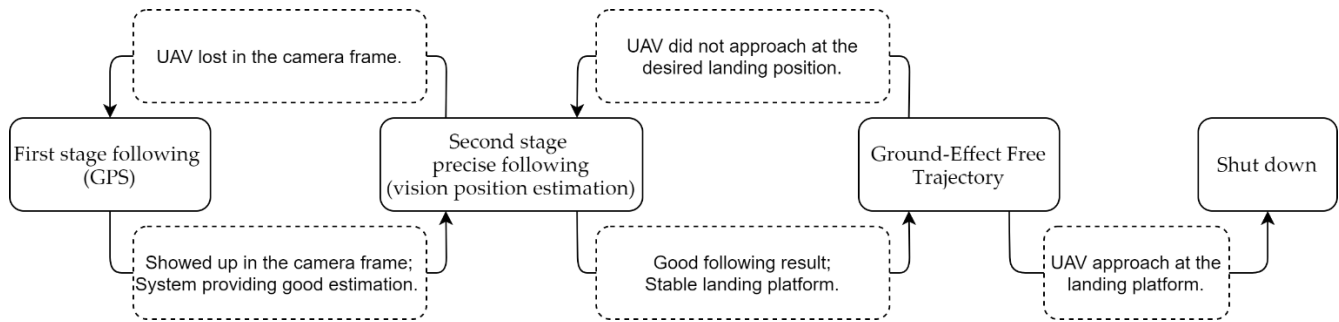 UAV lost in the camera frame.
UAV did not approach at the
desired landing position.
First stage following
(GPS)
Second stage
precise following
(vision position estimation)
Ground-Effect Free
Trajectory
Shut down
Showed up in the camera frame;
System providing good estimation.
Good following result;
Stable landing platform.
UAV approach at the
landing platform.